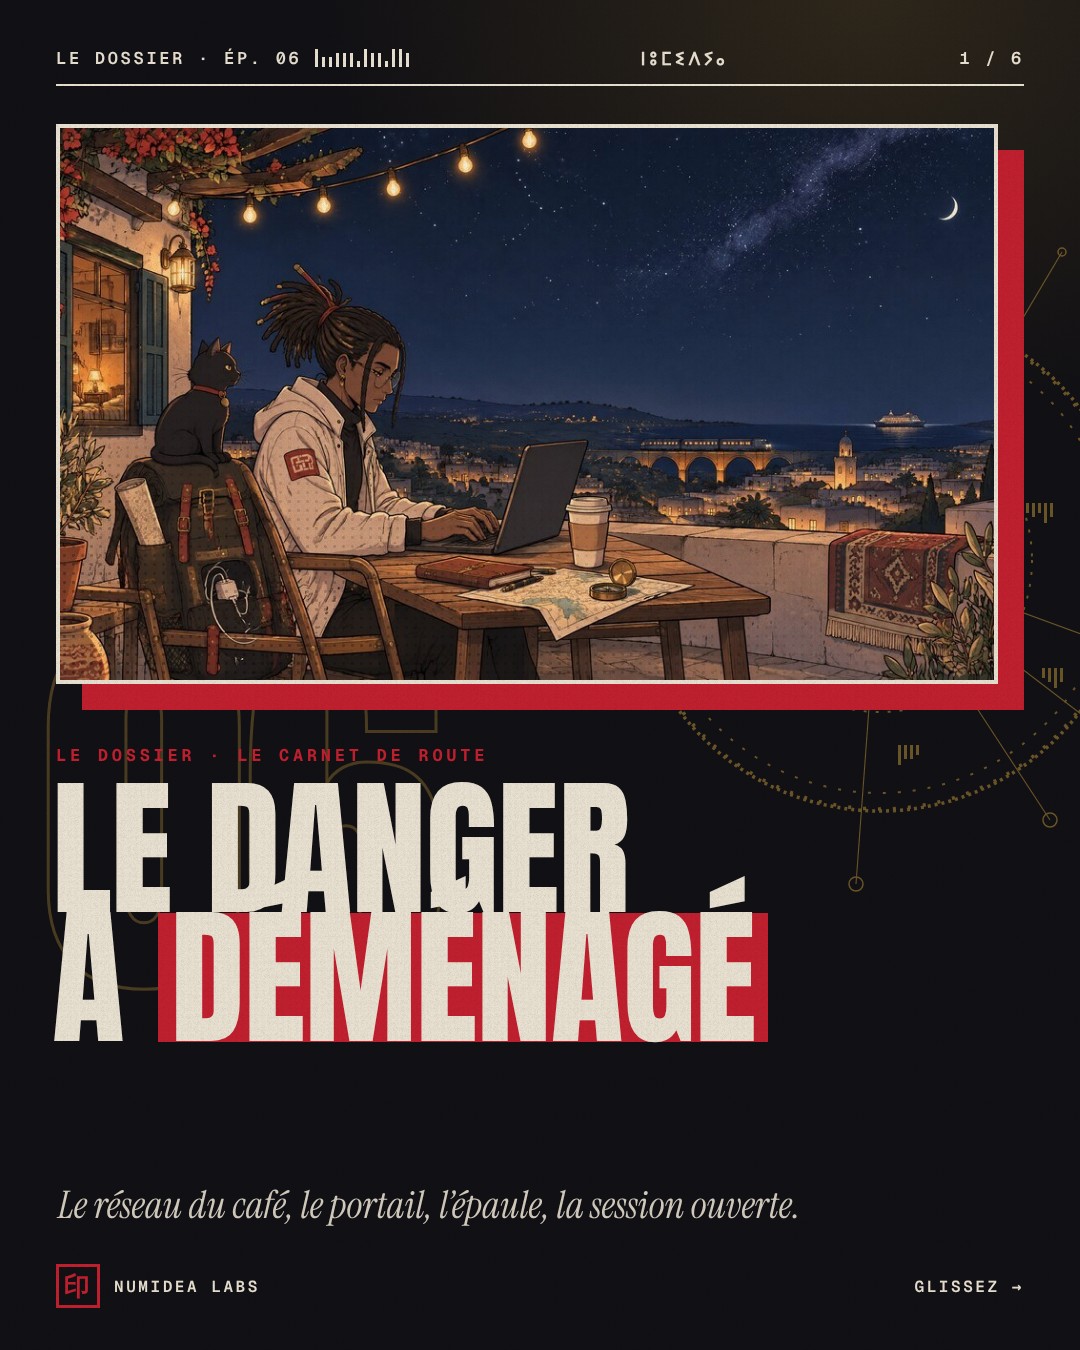 LE DOSSIER · ÉP. 06
ⵏⵓⵎⵉⴷⵢⴰ
1 / 6
LE DOSSIER · LE CARNET DE ROUTE
LE DANGER
A DÉMÉNAGÉ
Le réseau du café, le portail, l’épaule, la session ouverte.
NUMIDEA LABS
GLISSEZ →